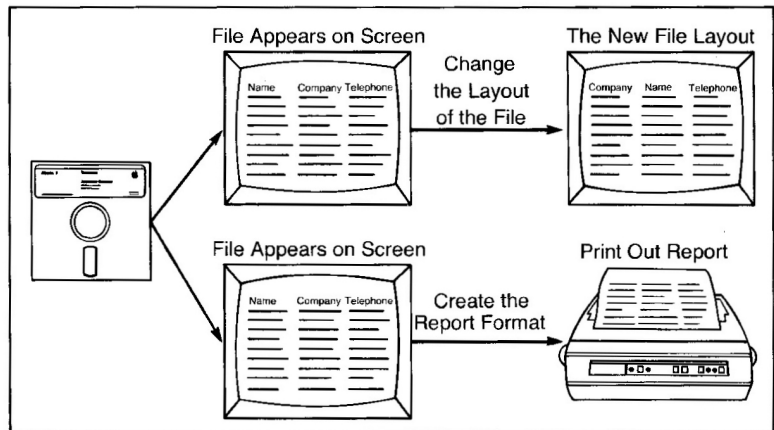 File Appears on Screen
Name Company Telephone
Change
the Layout
of the File
The New File Layout
Company Name Telephone
File Appears on Screen
Name Company Telephone
Create the
Report Format
Print Out Report